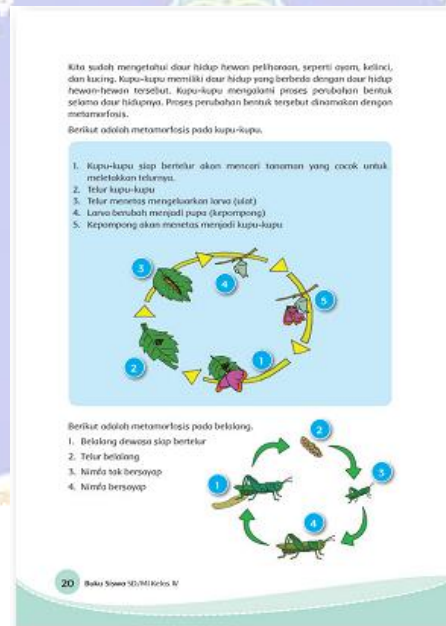 Kita sudah mengetahui daur hidup hewan peliharaan, seperti ayam, kelinci,
dan kucing. Kupu-kupu memiliki daur hidup yang berbeda dengan daur hidup
hewan-hewan tersebut. Kupu-kupu mengalami proses perubahan bentuk
selama daur hidupnya. Proses perubahan bentuk tersebut dinamakan dengan
metamorfosis.
Berikut adalah metamorfosis pada kupu-kupu.
1. Kupu-kupu siap bertelur akan mencari tanaman yang cocok untuk
meletakkan telurnya.
2. Telur kupu-kupu
3. Telur menetas mengeluarkan larva (ulat)
4. Larva berubah menjadi pupa (kepompong)
5. Kepompong akan menetas menjadi kupu-kupu
3
4
5
2
1
Berikut adalah metamorfosis pada belalang.
1. Belalang dewasa siap bertelur
2. Telur belalang
3. Nimfa tak bersayap
4. Nimfa bersayap
2
3
1
4
20 Buku Siswa SD/MI Kelas IV